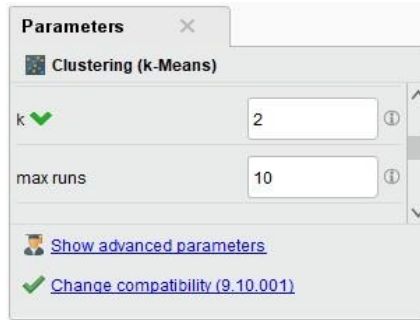 Parameters
Clustering (k-Means)
k 2
max runs 10
Show advanced parameters
Change compatibility (9.10.001)